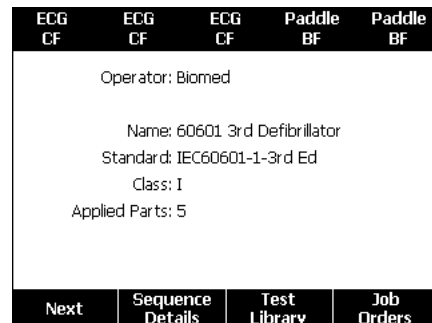 ECG ECG ECG Paddle Paddle
CF CF CF BF BF
Operator: Biomed
Name: 60601 3rd Defibrillator
Standard: IEC60601-1-3rd Ed
Class: I
Applied Parts: 5
Next Sequence Test Job
Details Library Orders